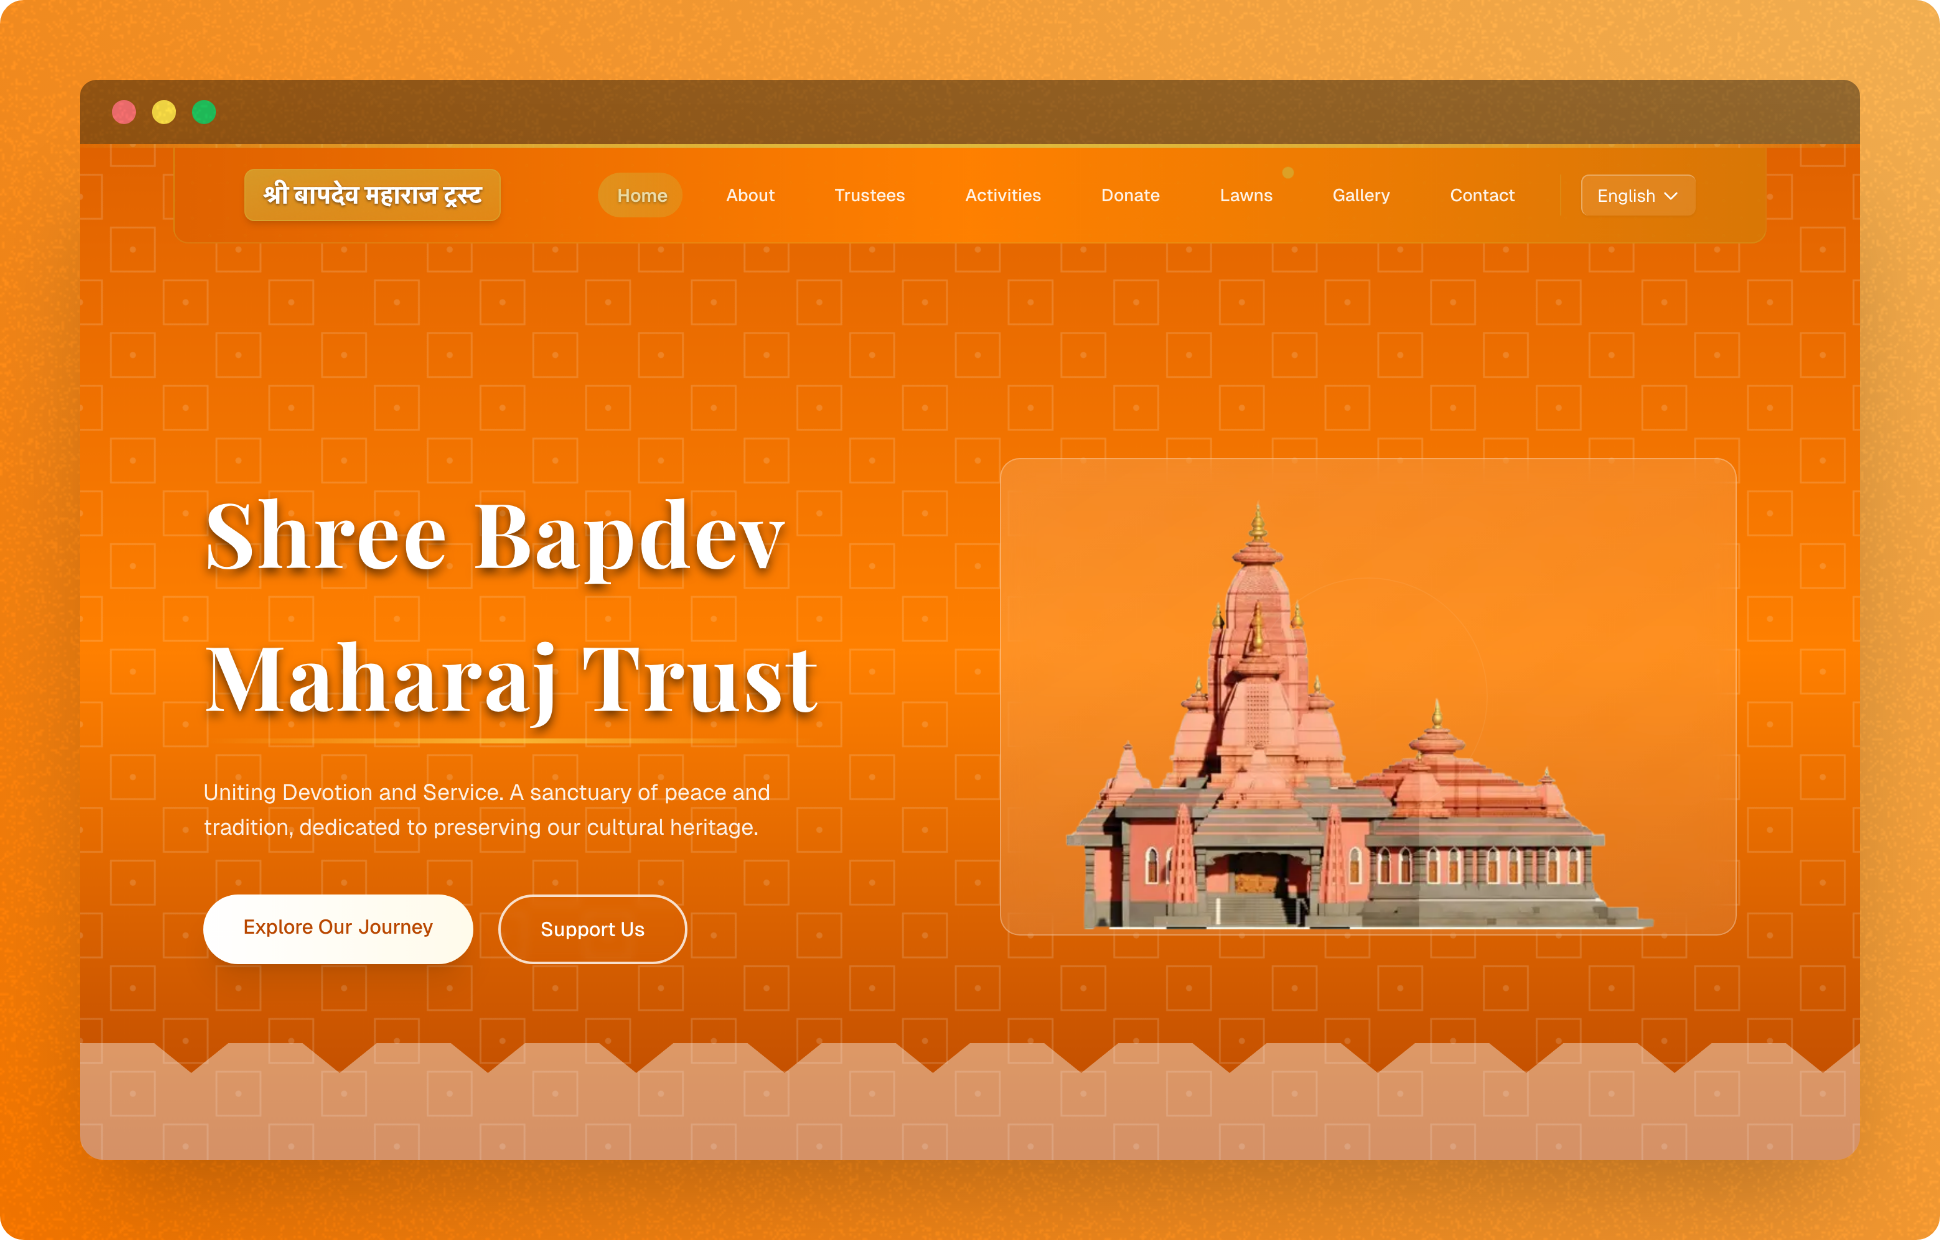 श्री बापदेव महाराज ट्रस्ट
Home
About
Trustees
Activities
Donate
Lawns
Gallery
Contact
English
Shree Bapdev
Maharaj Trust
Uniting Devotion and Service. A sanctuary of peace and
tradition, dedicated to preserving our cultural heritage.
Explore Our Journey
Support Us